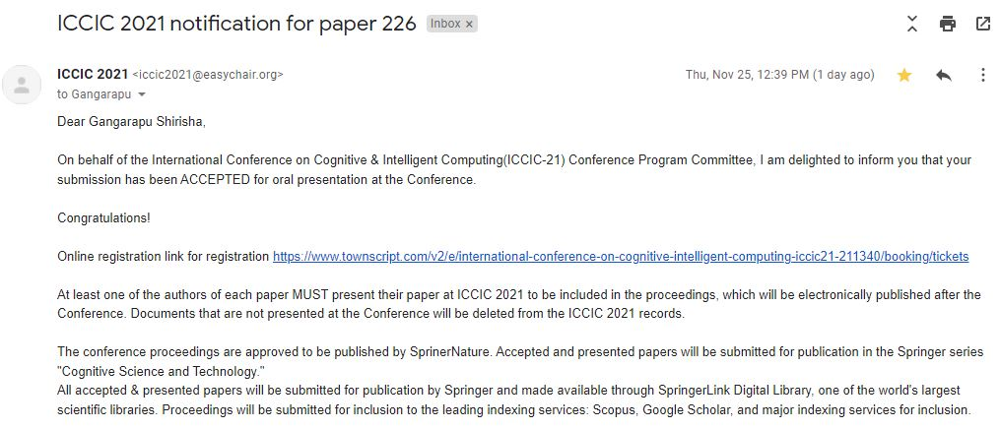 ICCIC 2021 notification for paper 226 Inbox ×
ICCIC 2021 <iccic2021@easychair.org> Thu, Nov 25, 12:39 PM (1 day ago)
to Gangarapu
Dear Gangarapu Shirisha,
On behalf of the International Conference on Cognitive & Intelligent Computing(ICCIC-21) Conference Program Committee, I am delighted to inform you that your
submission has been ACCEPTED for oral presentation at the Conference.
Congratulations!
Online registration link for registration https://www.townscript.com/v2/e/international-conference-on-cognitive-intelligent-computing-iccic21-211340/booking/tickets
At least one of the authors of each paper MUST present their paper at ICCIC 2021 to be included in the proceedings, which will be electronically published after the
Conference. Documents that are not presented at the Conference will be deleted from the ICCIC 2021 records.
The conference proceedings are approved to be published by SprinerNature. Accepted and presented papers will be submitted for publication in the Springer series
"Cognitive Science and Technology."
All accepted & presented papers will be submitted for publication by Springer and made available through SpringerLink Digital Library, one of the world's largest
scientific libraries. Proceedings will be submitted for inclusion to the leading indexing services: Scopus, Google Scholar, and major indexing services for inclusion.